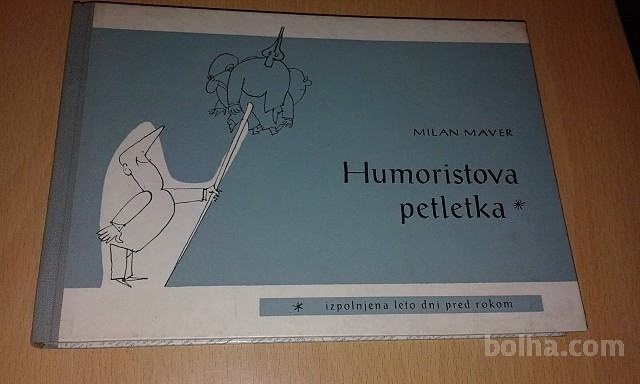 MILAN MAVER
Humoristova
petletka *
* izpolnjena leto dni pred rokom
bolha.com